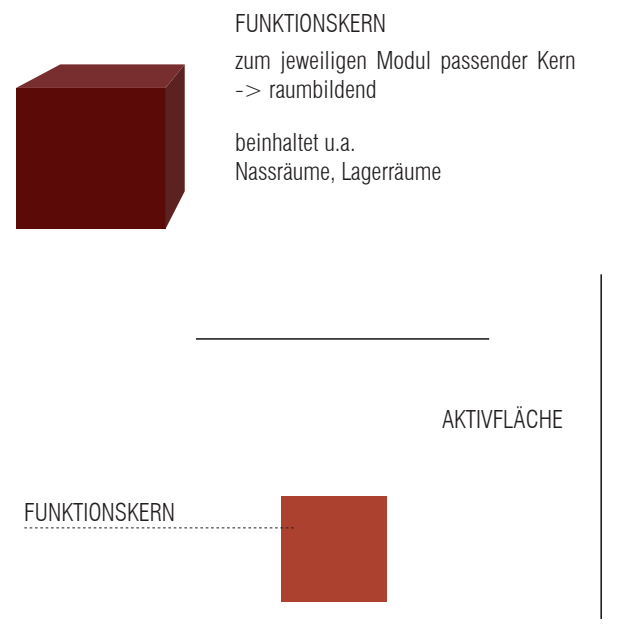 FUNKTIONSKERN
zum jeweiligen Modul passender Kern
-> raumbildend
beinhaltet u.a.
Nassräume, Lagerräume
AKTIVFLÄCHE
FUNKTIONSKERN